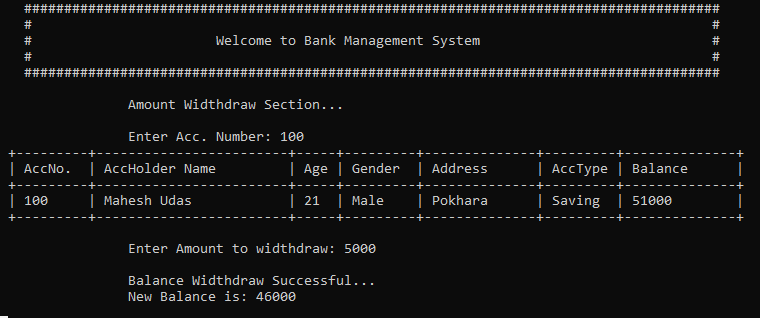 #######################################################################################
# #
# Welcome to Bank Management System #
# #
#######################################################################################
Amount Widthdraw Section...
Enter Acc. Number: 100
+---------+-------------------------+-----+---------+--------------+---------+--------------+
| AccNo. | AccHolder Name | Age | Gender | Address | AccType | Balance |
+---------+-------------------------+-----+---------+--------------+---------+--------------+
| 100 | Mahesh Udas | 21 | Male | Pokhara | Saving | 51000 |
+---------+-------------------------+-----+---------+--------------+---------+--------------+
Enter Amount to widthdraw: 5000
Balance Widthdraw Successful...
New Balance is: 46000